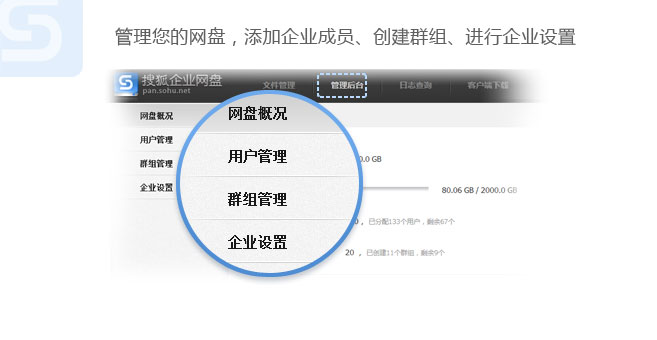 管理您的网盘，添加企业成员、创建群组、进行企业设置
搜狐企业网盘
pan.sohu.net
文件管理 管理后台 日志查询 客户端下载
网盘概况
用户管理
群组管理
企业设置
网盘概况
用户管理
群组管理
企业设置
0.0 GB
80.06 GB / 2000.0 GB
0，已分配133个用户，剩余67个
20，已创建11个群组，剩余9个